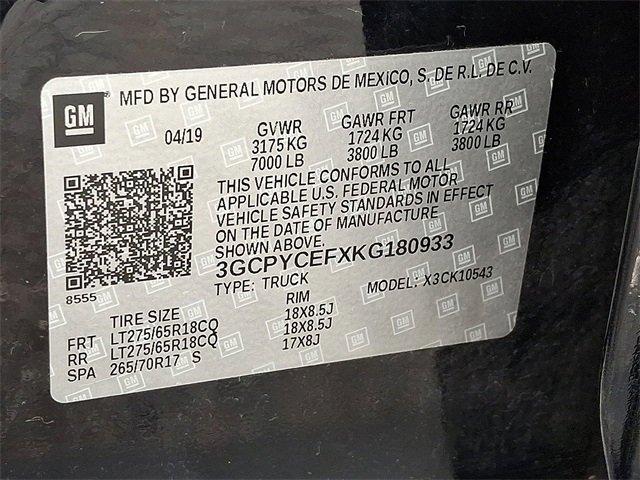 GM
MFD BY GENERAL MOTORS DE MEXICO, S. DE R.L. DE C.V.
04/19
GVWR GAWR FRT GAWR RR
3175 KG 1724 KG 1724 KG
7000 LB 3800 LB 3800 LB
THIS VEHICLE CONFORMS TO ALL
APPLICABLE U.S. FEDERAL MOTOR
VEHICLE SAFETY STANDARDS IN EFFECT
ON THE DATE OF MANUFACTURE
SHOWN ABOVE.
3GCPYCEFXKG180933
8555
TYPE: TRUCK MODEL: X3CK10543
TIRE SIZE RIM
FRT LT275/65R18CQ 18X8.5J
RR LT275/65R18CQ 18X8.5J
SPA 265/70R17 S 17X8J